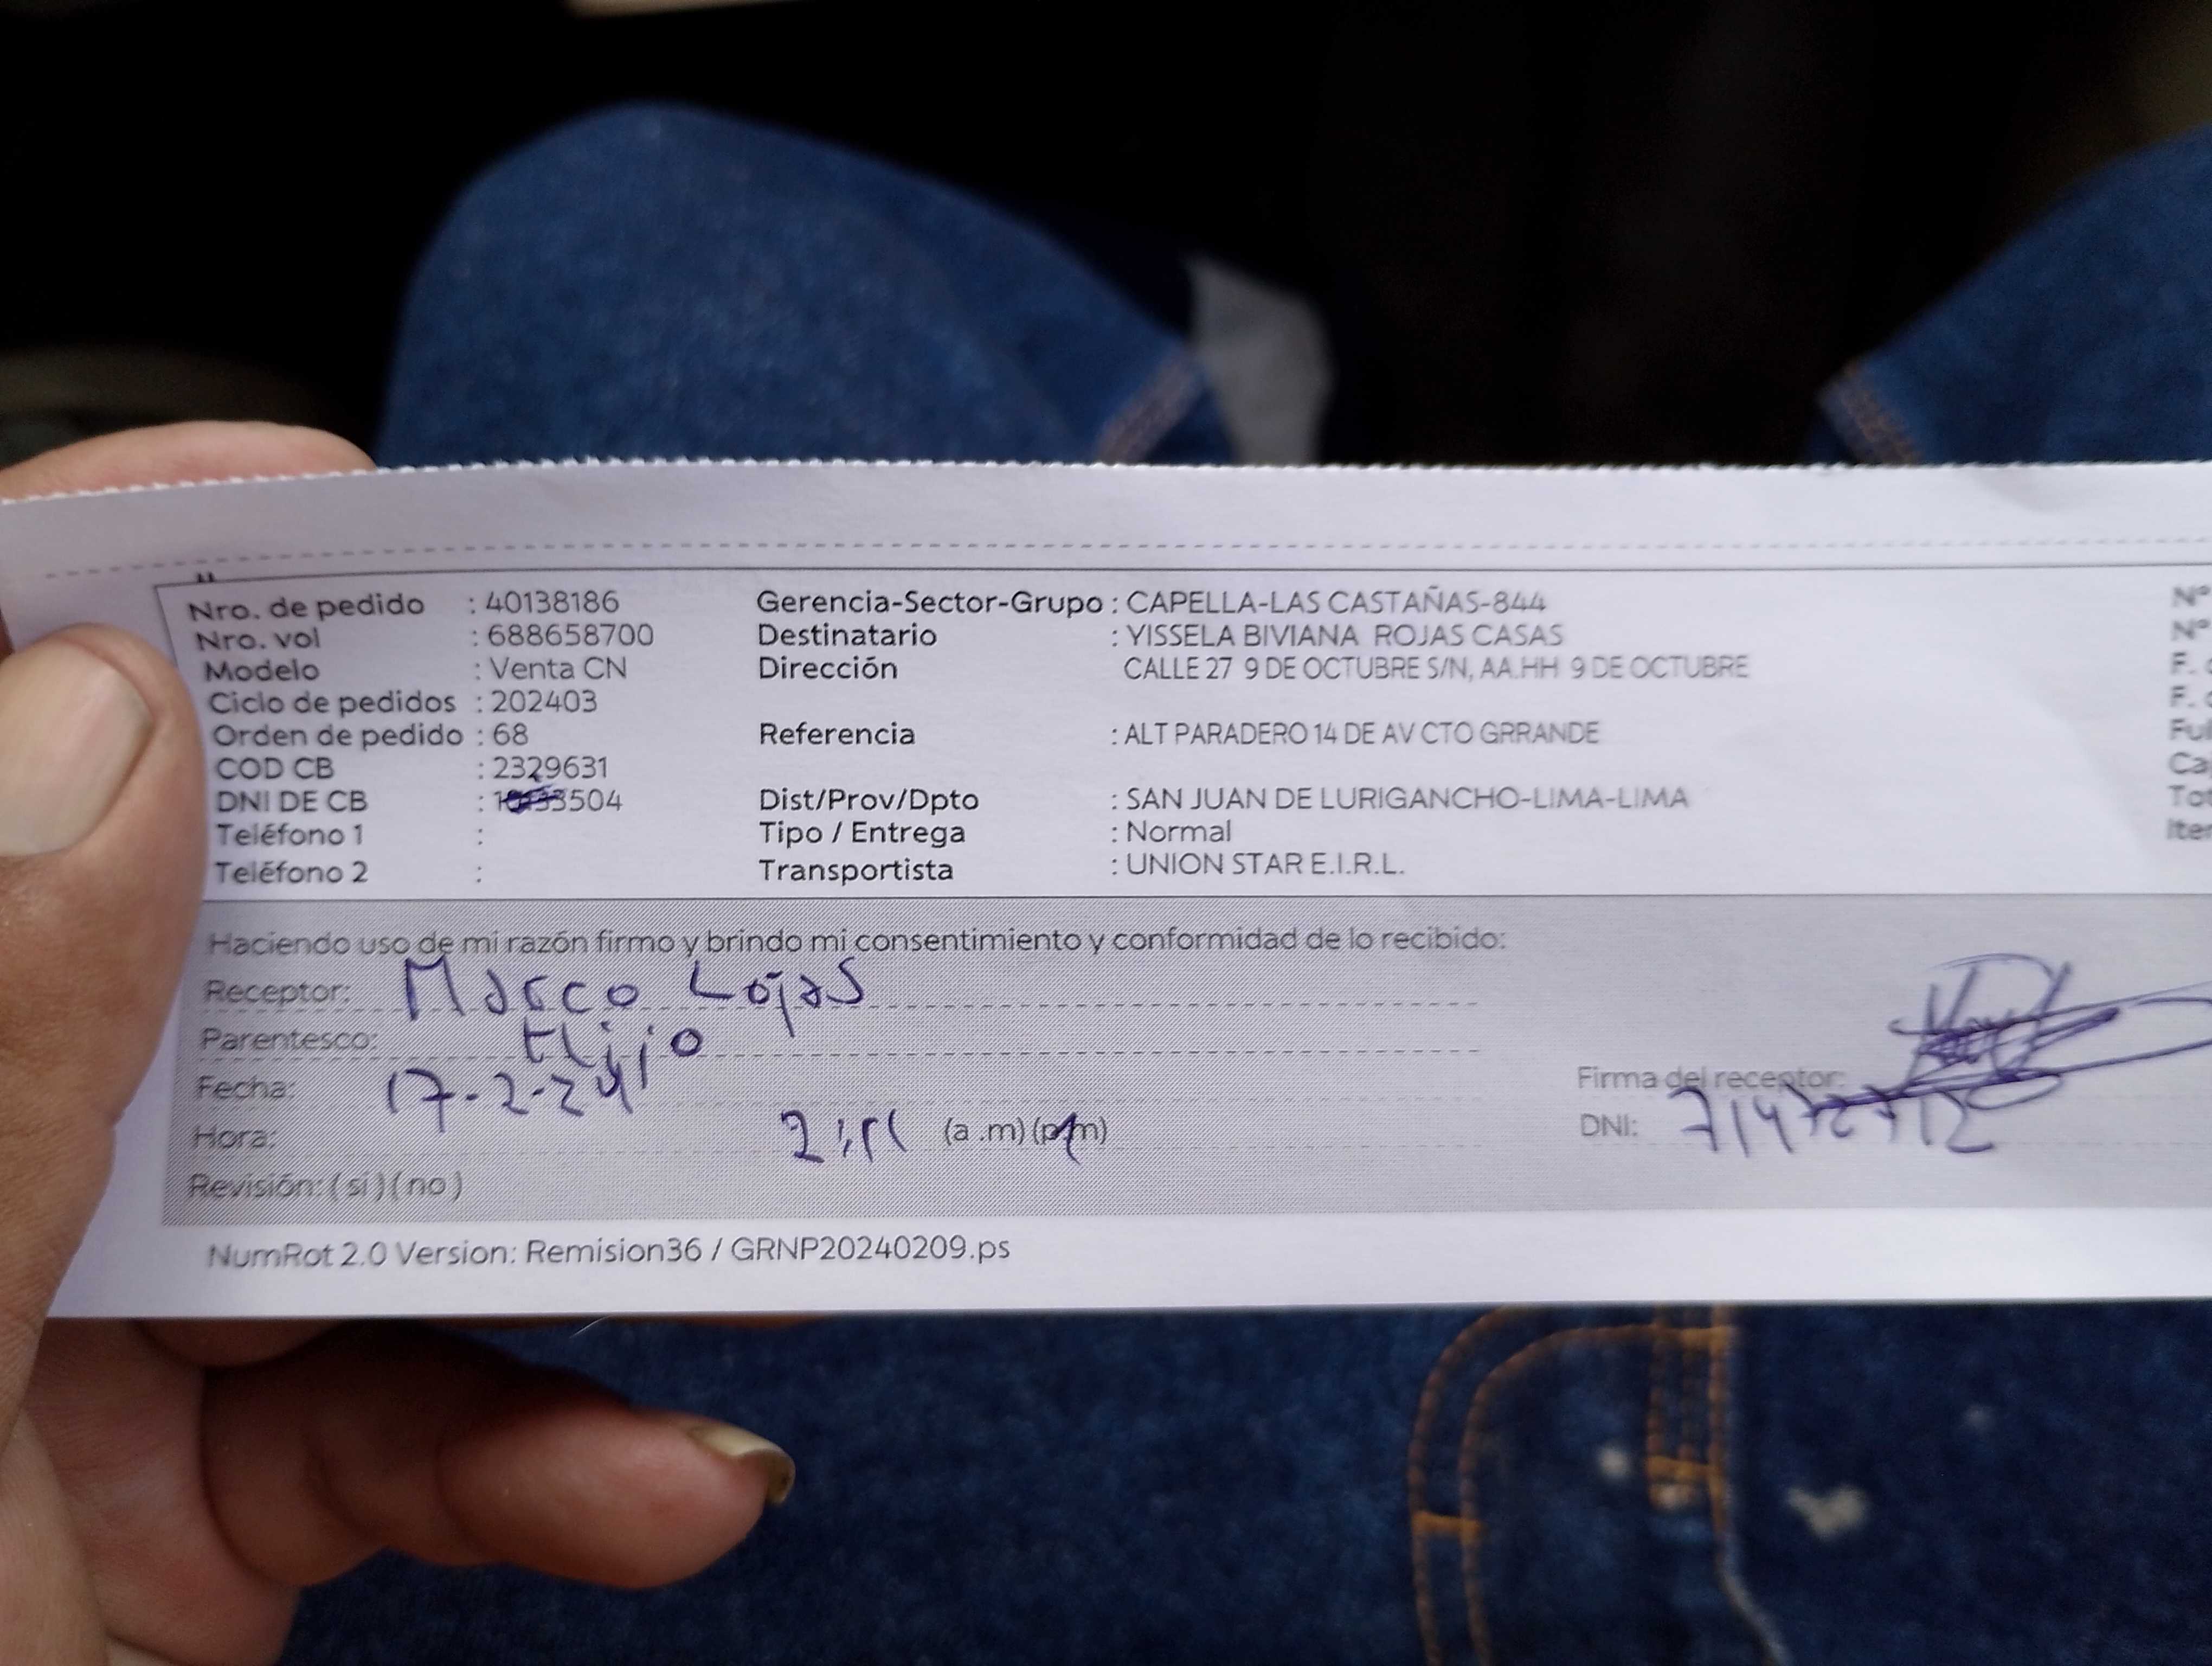 Nro. de pedido : 40138186 Gerencia-Sector-Grupo : CAPELLA-LAS CASTAÑAS-844 Nº
Nro. vol : 688658700 Destinatario : YISSELA BIVIANA ROJAS CASAS Nº
Modelo : Venta CN Dirección CALLE 27 9 DE OCTUBRE S/N, AA.HH 9 DE OCTUBRE F.
Ciclo de pedidos : 202403 F.
Orden de pedido : 68 Referencia : ALT PARADERO 14 DE AV CTO GRRANDE
COD CB : 2329631
DNI DE CB : Dist/Prov/Dpto : SAN JUAN DE LURIGANCHO-LIMA-LIMA
Teléfono 1 : Tipo / Entrega : Normal
Teléfono 2 : Transportista : UNION STAR E.I.R.L.
Haciendo uso de mi razón firmo y brindo mi consentimiento y conformidad de lo recibido:
Receptor: Marco Lojas
Parentesco: Hijo
Fecha: 17-2-24 Firma del receptor:
Hora: (a .m) (p.m) DNI:
Revisión: ( si ) ( no )
NumRot 2.0 Version: Remision36 / GRNP20240209.ps